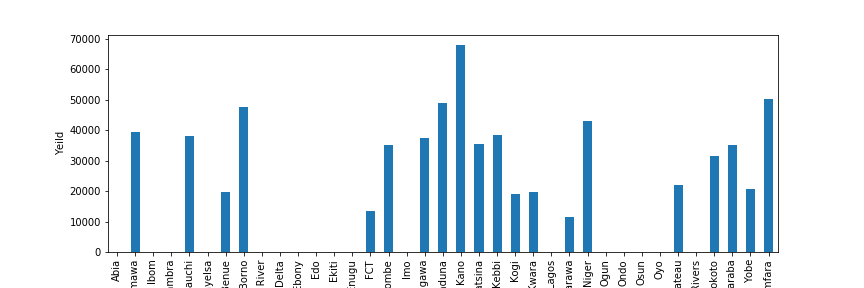 70000
60000
50000
40000
30000
20000
10000
0
Yeild
Abia
mawa
Ibom
mbra
auchi
yelsa
enue
Borno
River
Delta
bony
Edo
Ekiti
nugu
FCT
ombe
Imo
gawa
duna
Kano
atsina
Kebbi
Kogi
Kwara
agos
arawa
Niger
Ogun
Ondo
Osun
Oyo
ateau
Rivers
okoto
araba
Yobe
mfara